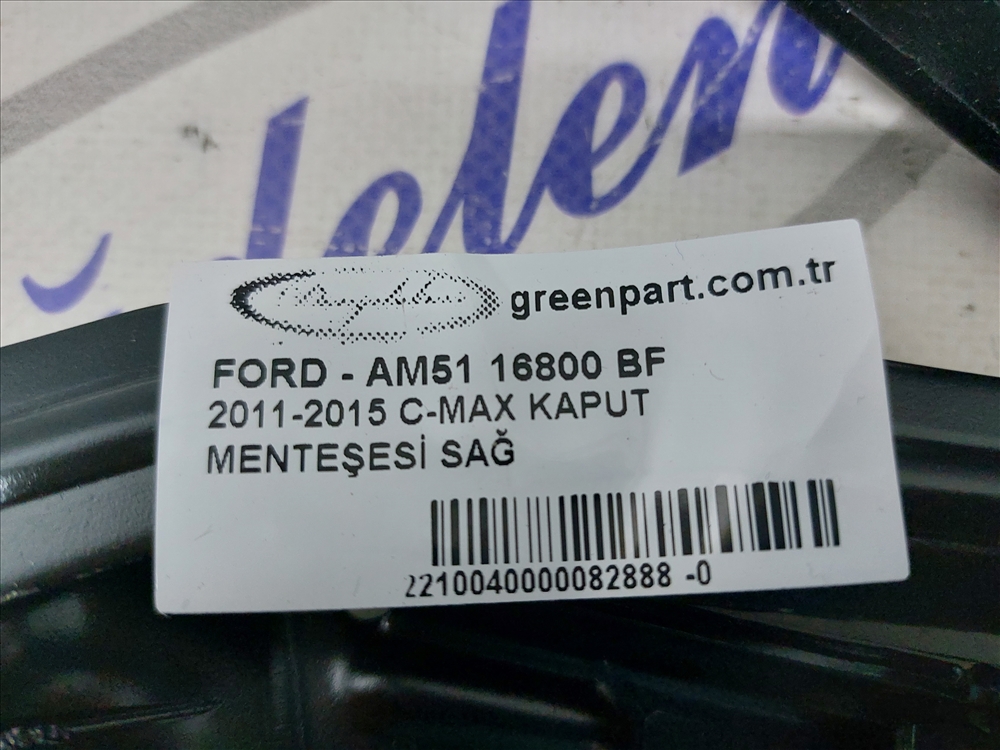 greenpart.com.tr
FORD - AM51 16800 BF
2011-2015 C-MAX KAPUT
MENTEŞESİ SAĞ
2210040000082888 -0